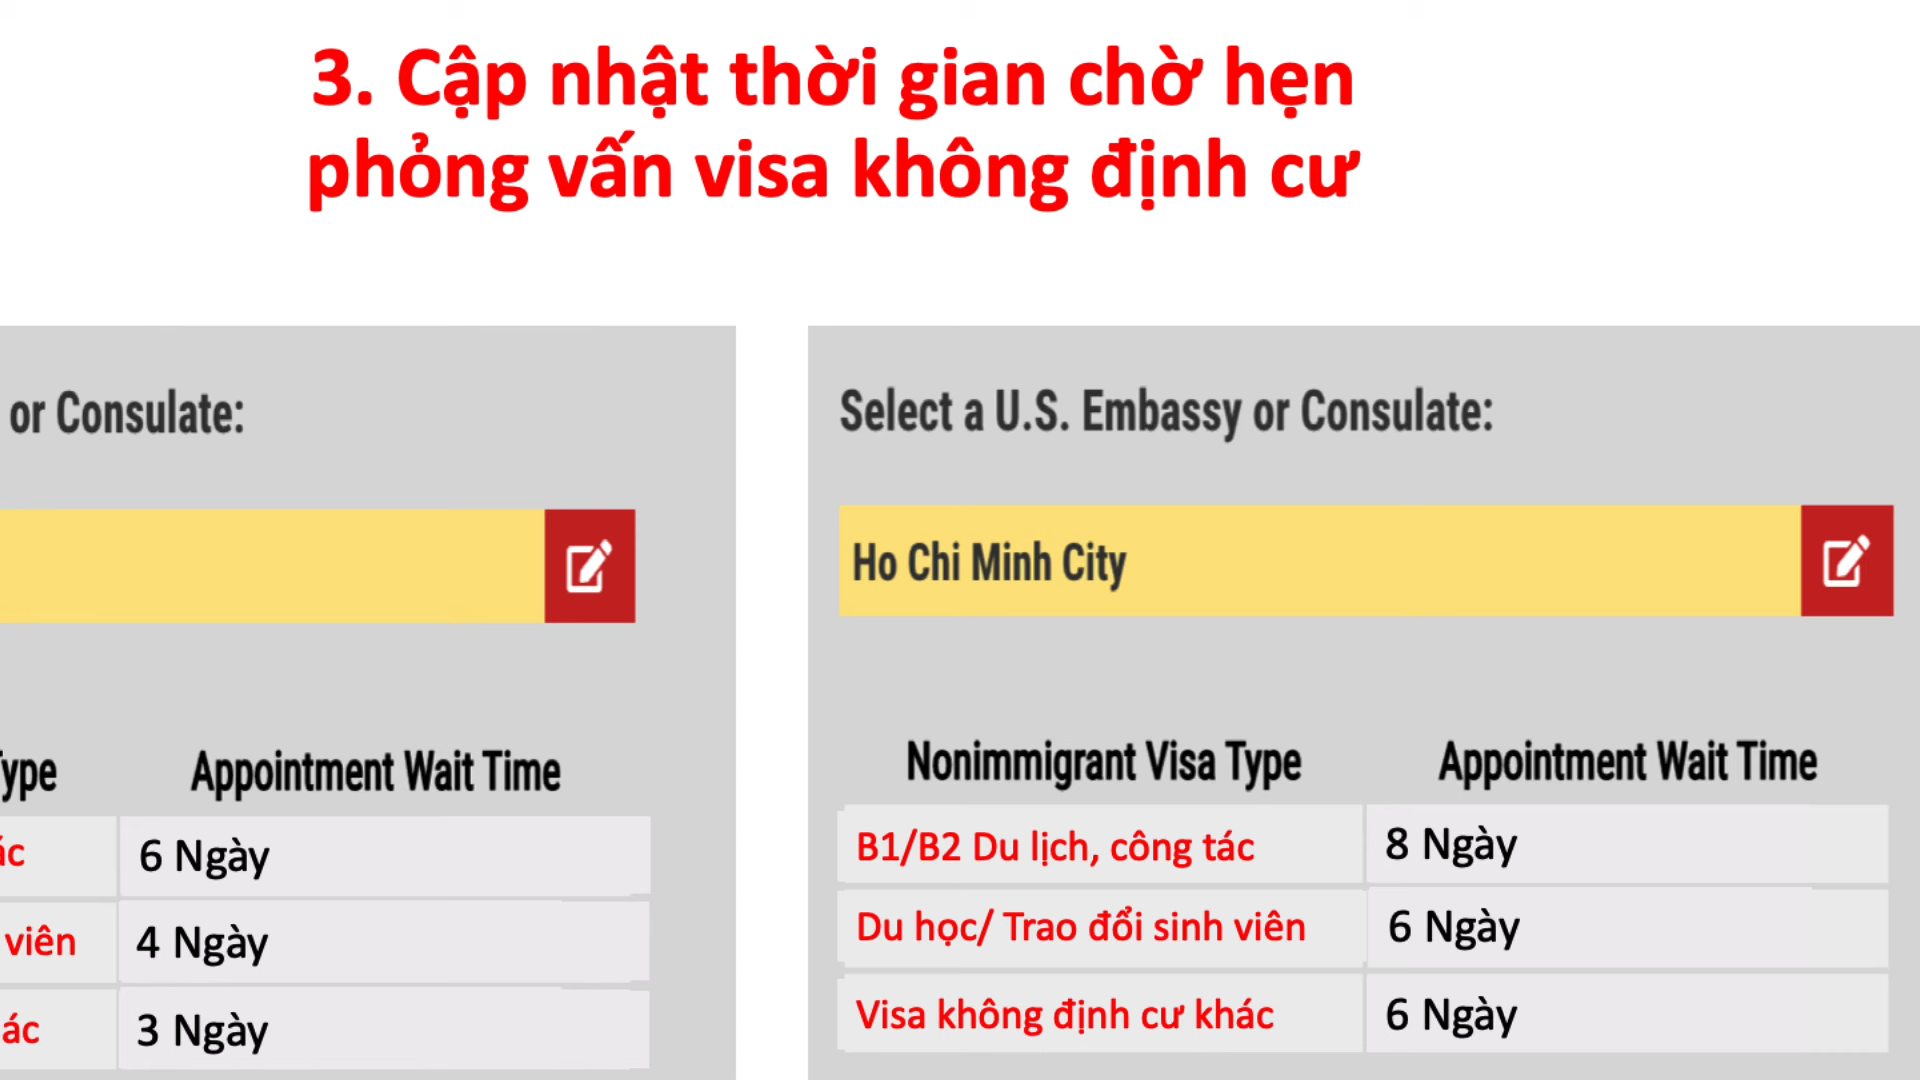 3. Cập nhật thời gian chờ hẹn
phỏng vấn visa không định cư
or Consulate:
ype Appointment Wait Time
ác 6 Ngày
viên 4 Ngày
ác 3 Ngày
Select a U.S. Embassy or Consulate:
Ho Chi Minh City
Nonimmigrant Visa Type Appointment Wait Time
B1/B2 Du lịch, công tác 8 Ngày
Du học/ Trao đổi sinh viên 6 Ngày
Visa không định cư khác 6 Ngày